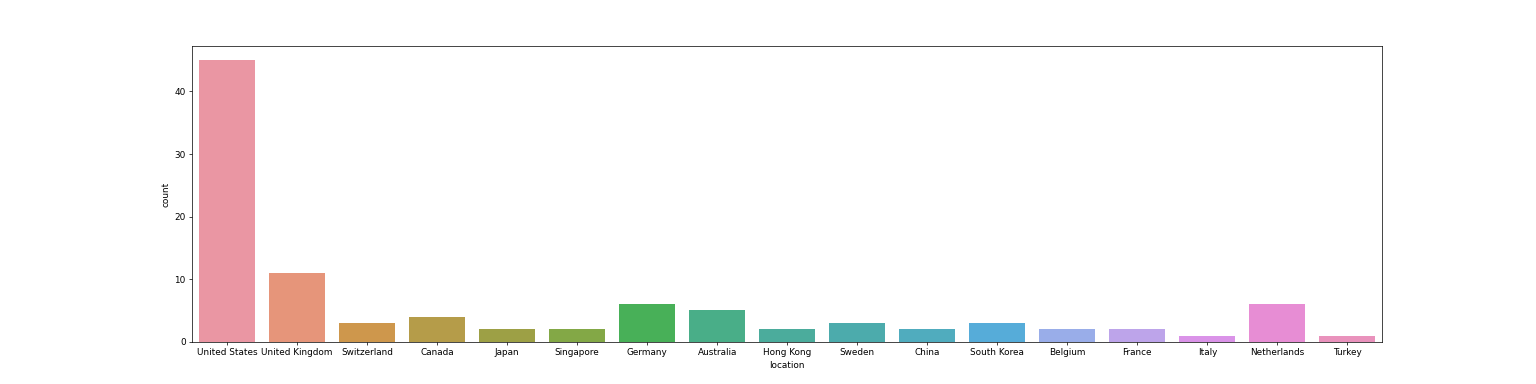 40
30
20
10
0
count
United States United Kingdom Switzerland Canada Japan Singapore Germany Australia Hong Kong Sweden China South Korea Belgium France Italy Netherlands Turkey
location